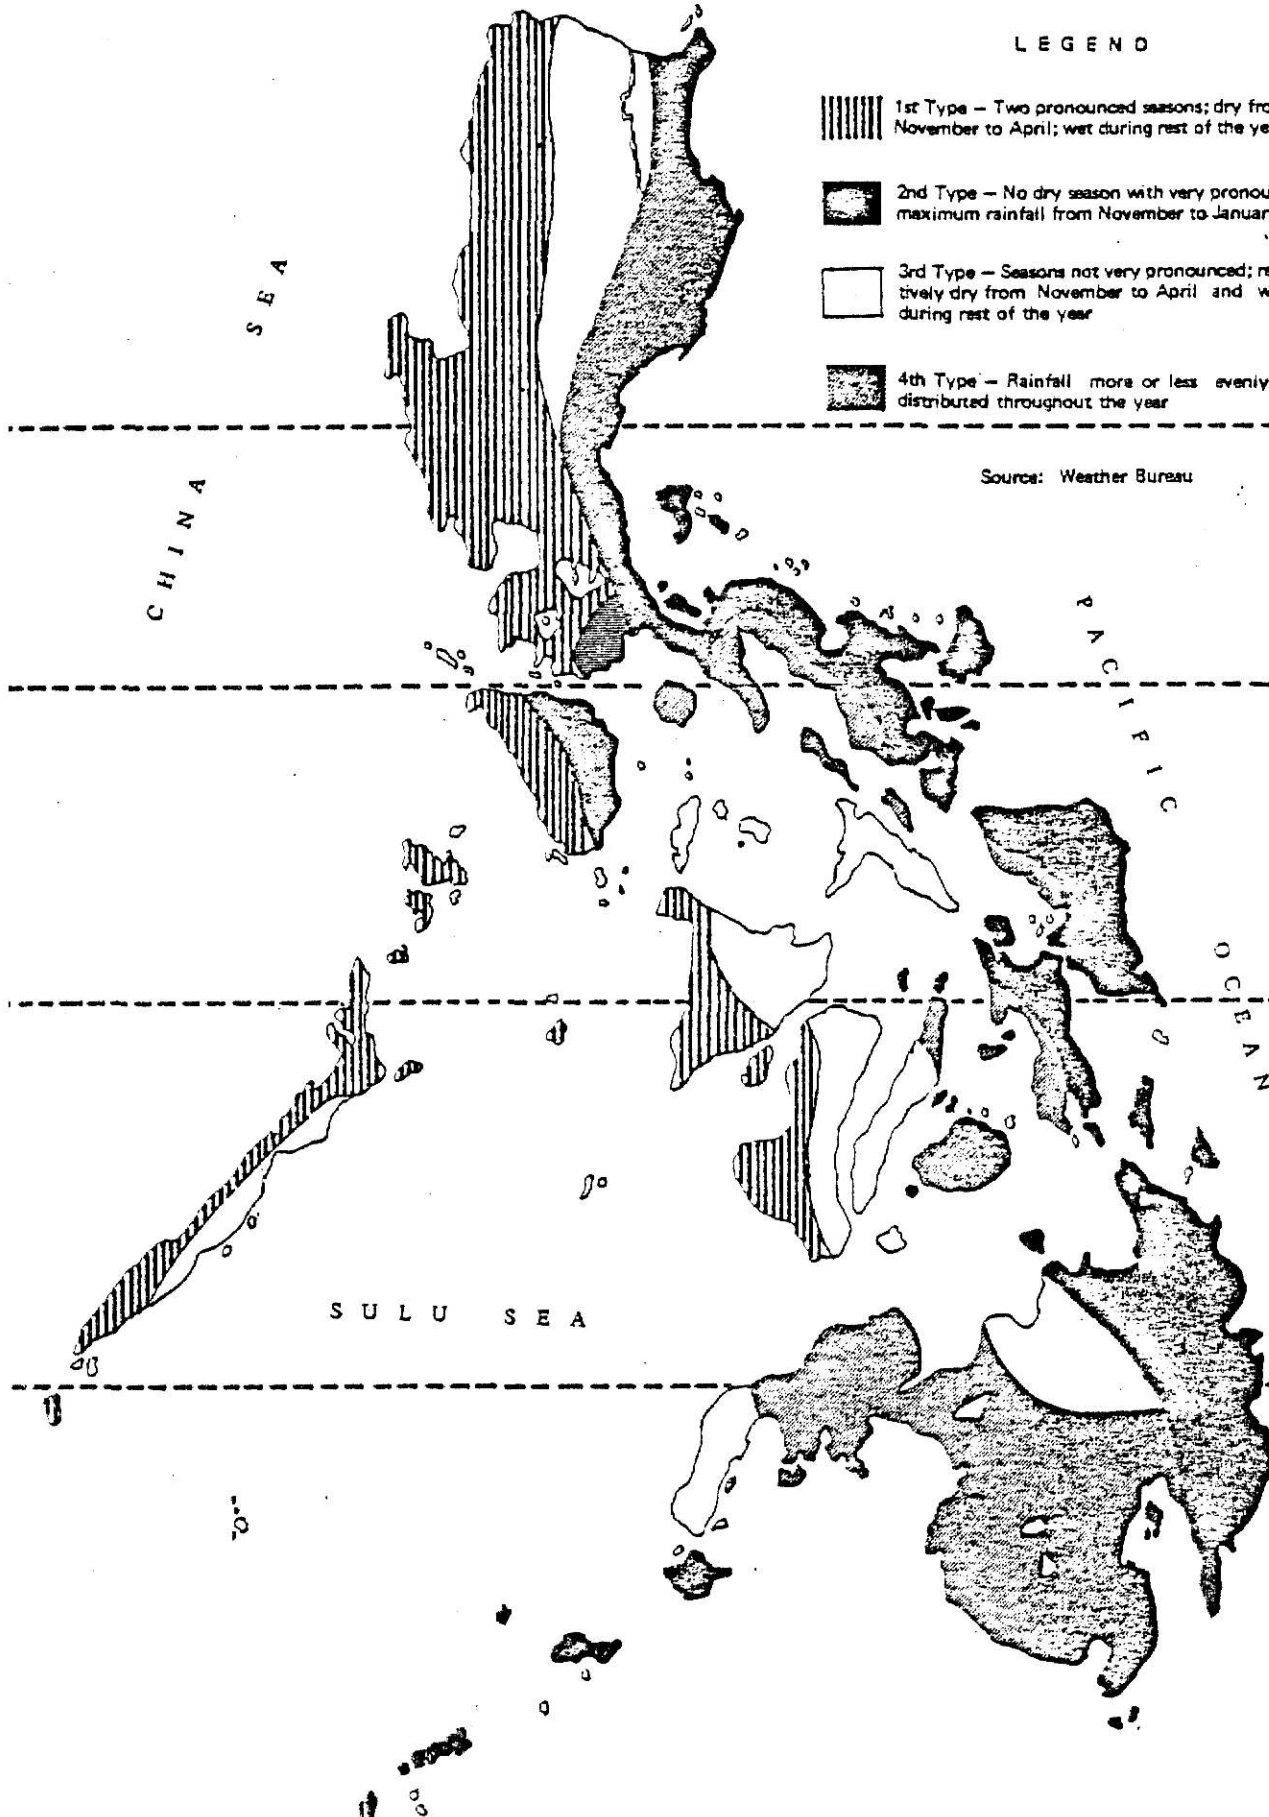 LEGEND
1st Type – Two pronounced seasons; dry fro
November to April; wet during rest of the ye
2nd Type – No dry season with very pronou
maximum rainfall from November to Januar
3rd Type – Seasons not very pronounced; re
tively dry from November to April and w
during rest of the year
4th Type – Rainfall more or less evenly
distributed throughout the year
Source: Weather Bureau
CHINA SEA
PACIFIC OCEAN
SULU SEA